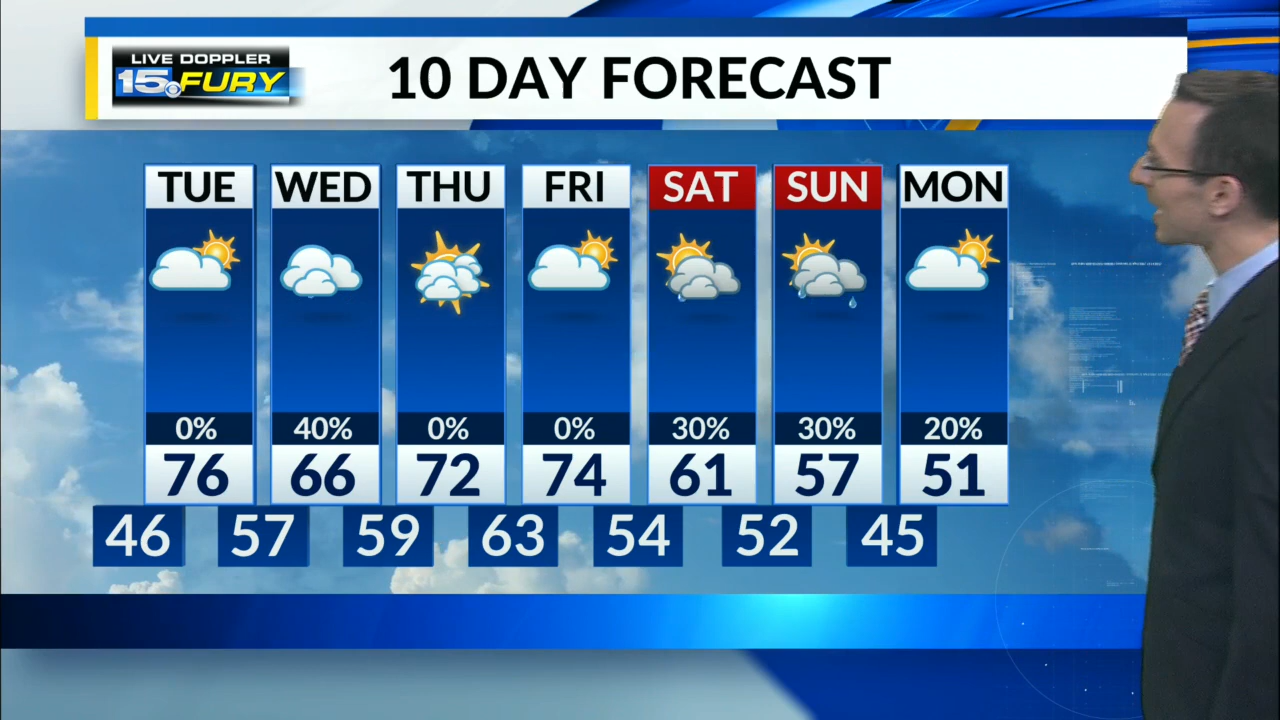 LIVE DOPPLER
15 FURY
10 DAY FORECAST
TUE WED THU FRI SAT SUN MON
0% 40% 0% 0% 30% 30% 20%
76 66 72 74 61 57 51
46 57 59 63 54 52 45